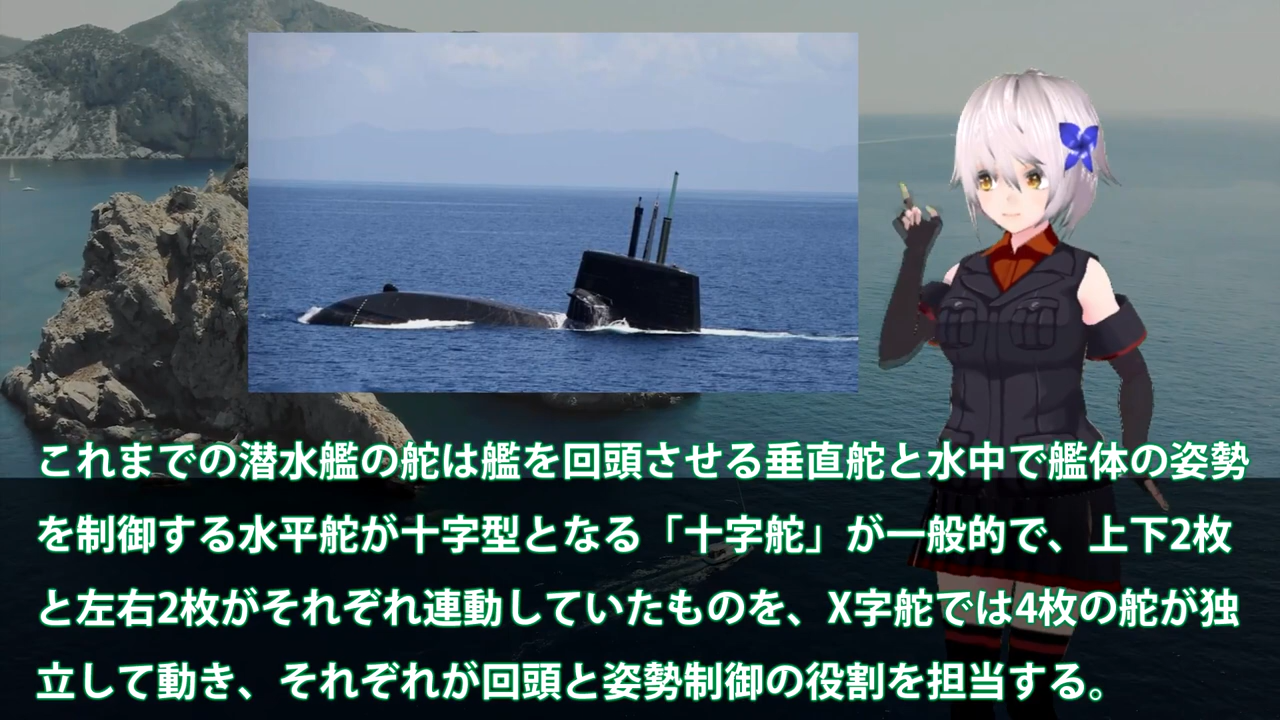 これまでの潜水艦の舵は艦を回頭させる垂直舵と水中で艦体の姿勢
を制御する水平舵が十字型となる「十字舵」が一般的で、上下2枚
と左右2枚がそれぞれ連動していたものを、X字舵では4枚の舵が独
立して動き、それぞれが回頭と姿勢制御の役割を担当する。